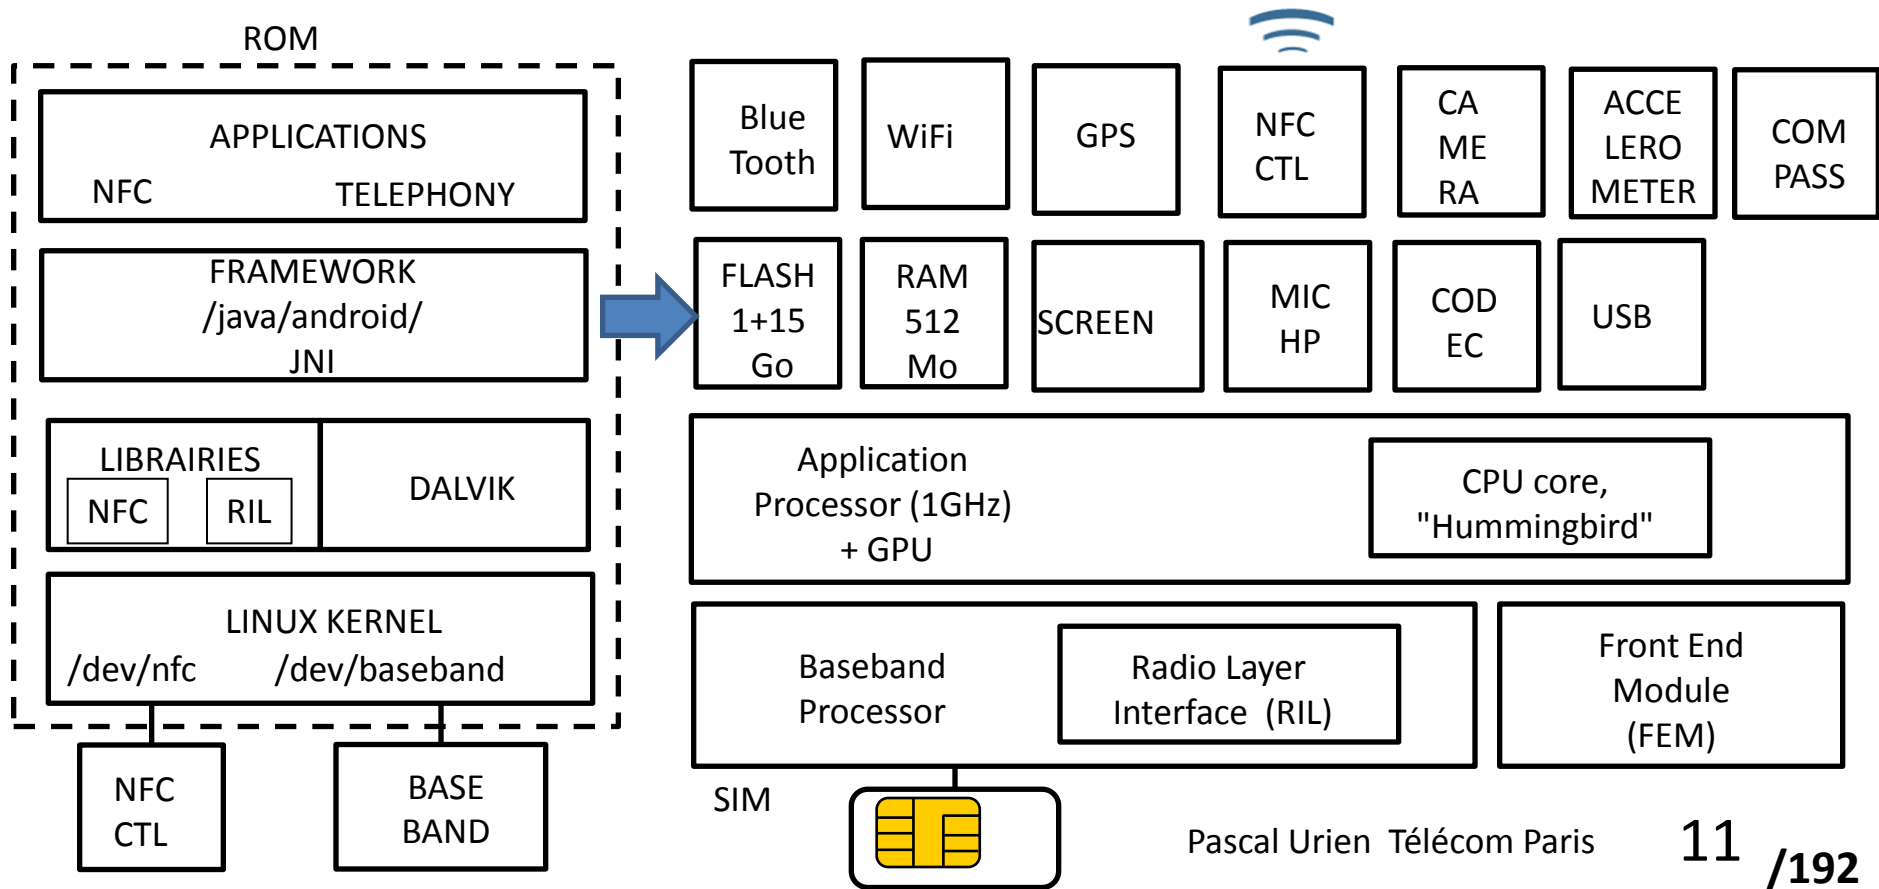 ROM
APPLICATIONS
NFC TELEPHONY
FRAMEWORK
/java/android/
JNI
LIBRAIRIES
NFC RIL
DALVIK
LINUX KERNEL
/dev/nfc /dev/baseband
NFC
CTL
BASE
BAND
Blue
Tooth
WiFi
GPS
NFC
CTL
CA
ME
RA
ACCE
LERO
METER
COM
PASS
FLASH
1+15
Go
RAM
512
Mo
SCREEN
MIC
HP
COD
EC
USB
Application
Processor (1GHz)
+ GPU
CPU core,
"Hummingbird"
Baseband
Processor
Radio Layer
Interface (RIL)
Front End
Module
(FEM)
SIM
Pascal Urien Télécom Paris
11 /192